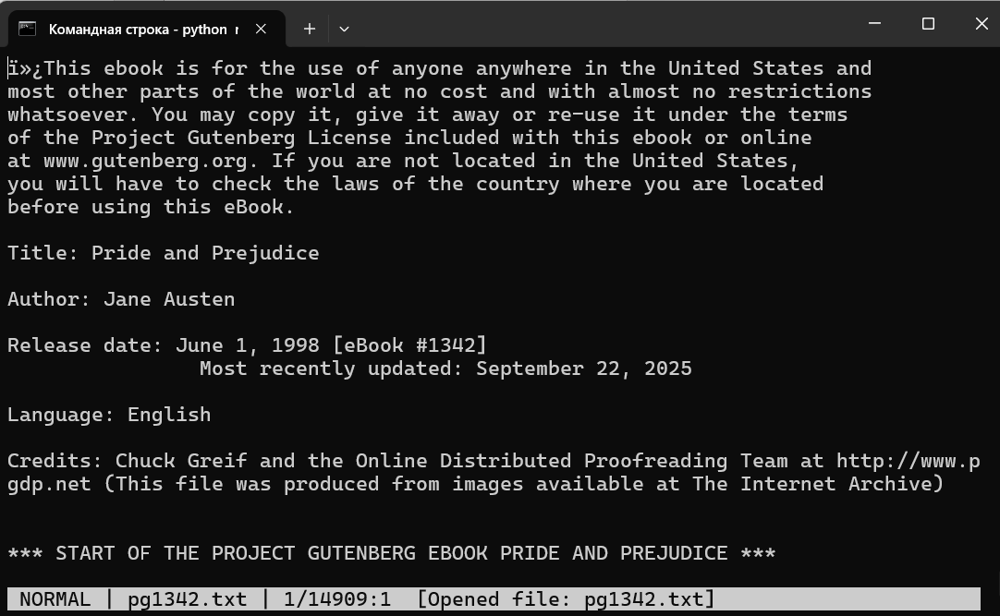 Командная строка - python r
ï»¿This ebook is for the use of anyone anywhere in the United States and
most other parts of the world at no cost and with almost no restrictions
whatsoever. You may copy it, give it away or re-use it under the terms
of the Project Gutenberg License included with this ebook or online
at www.gutenberg.org. If you are not located in the United States,
you will have to check the laws of the country where you are located
before using this eBook.
Title: Pride and Prejudice
Author: Jane Austen
Release date: June 1, 1998 [eBook #1342]
Most recently updated: September 22, 2025
Language: English
Credits: Chuck Greif and the Online Distributed Proofreading Team at http://www.p
gdp.net (This file was produced from images available at The Internet Archive)
*** START OF THE PROJECT GUTENBERG EBOOK PRIDE AND PREJUDICE ***
NORMAL | pg1342.txt | 1/14909:1  [Opened file: pg1342.txt]